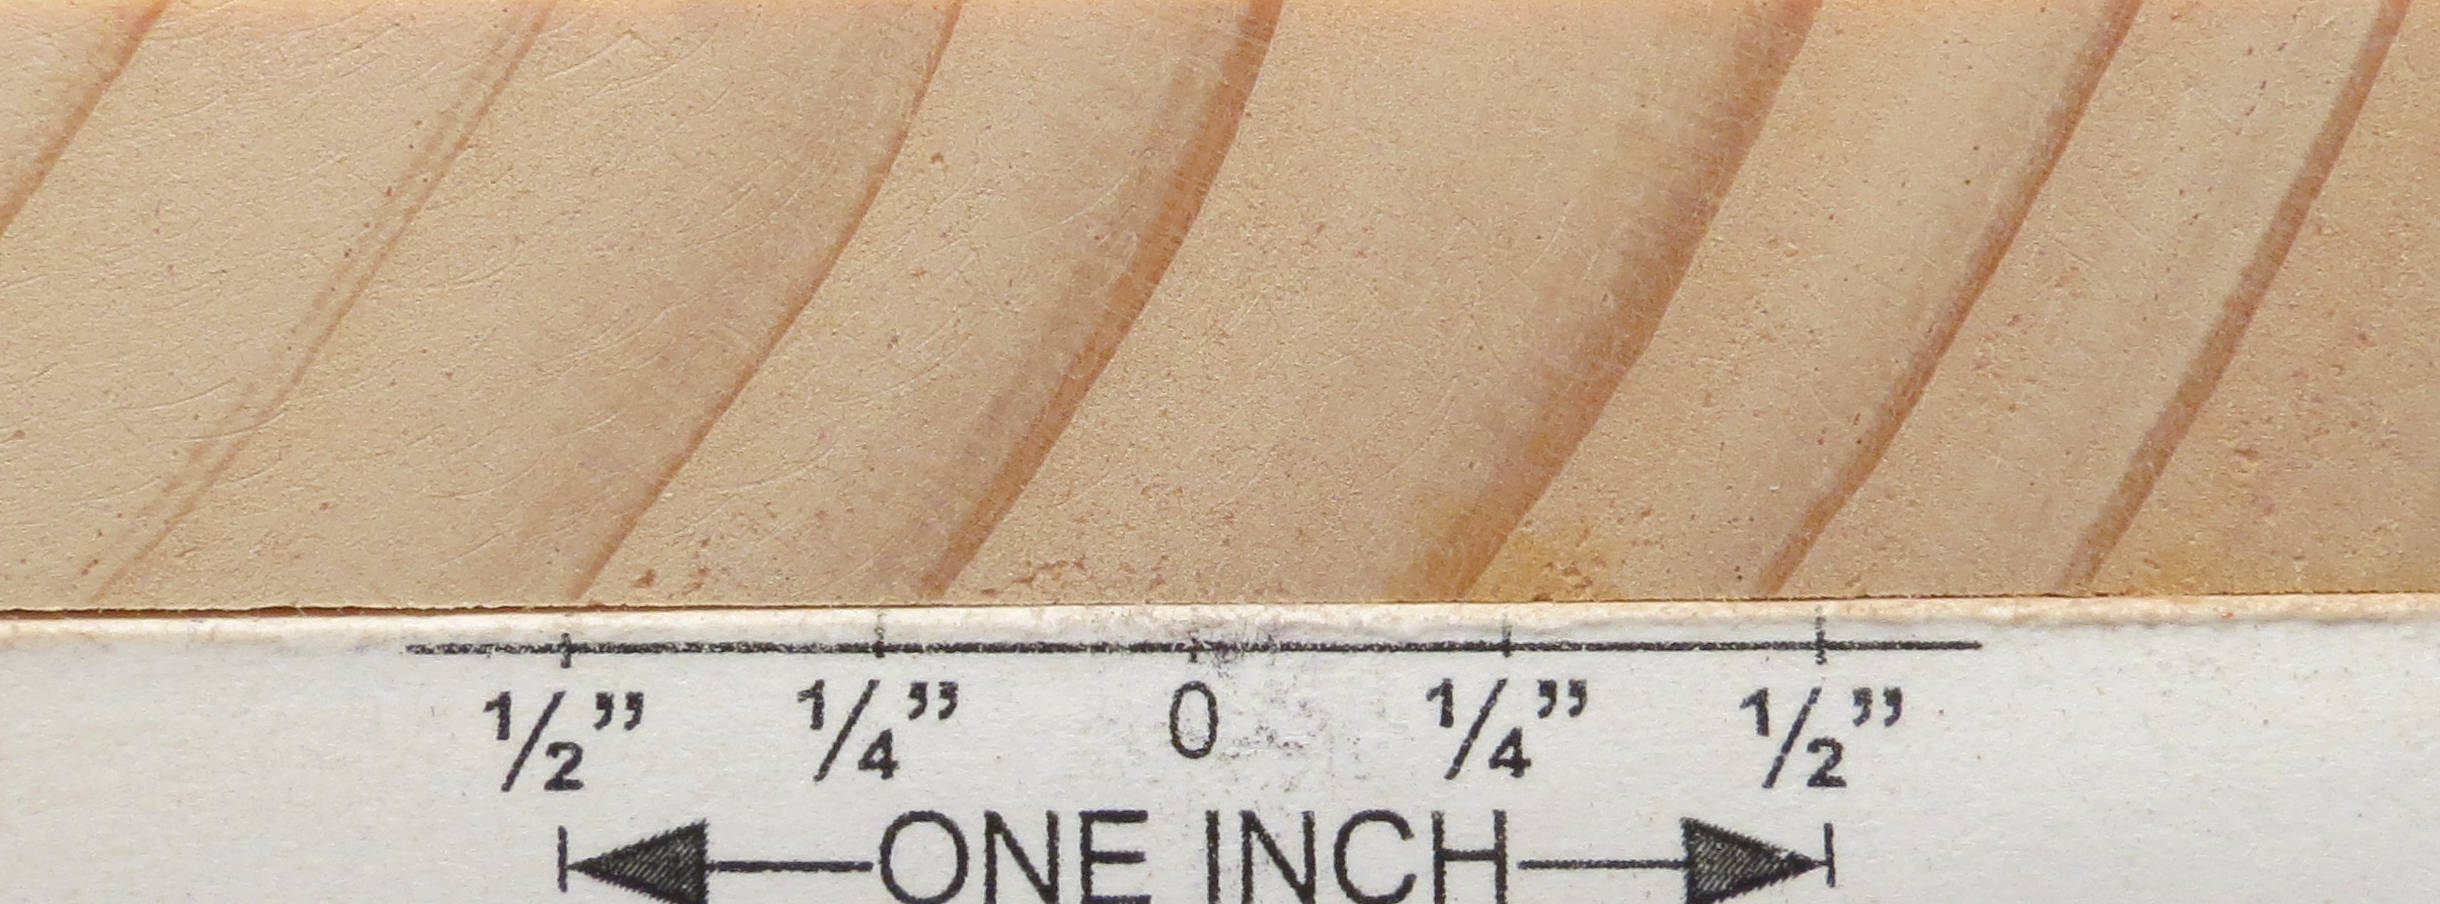 1/2” 1/4” 0 1/4” 1/2”
ONE INCH